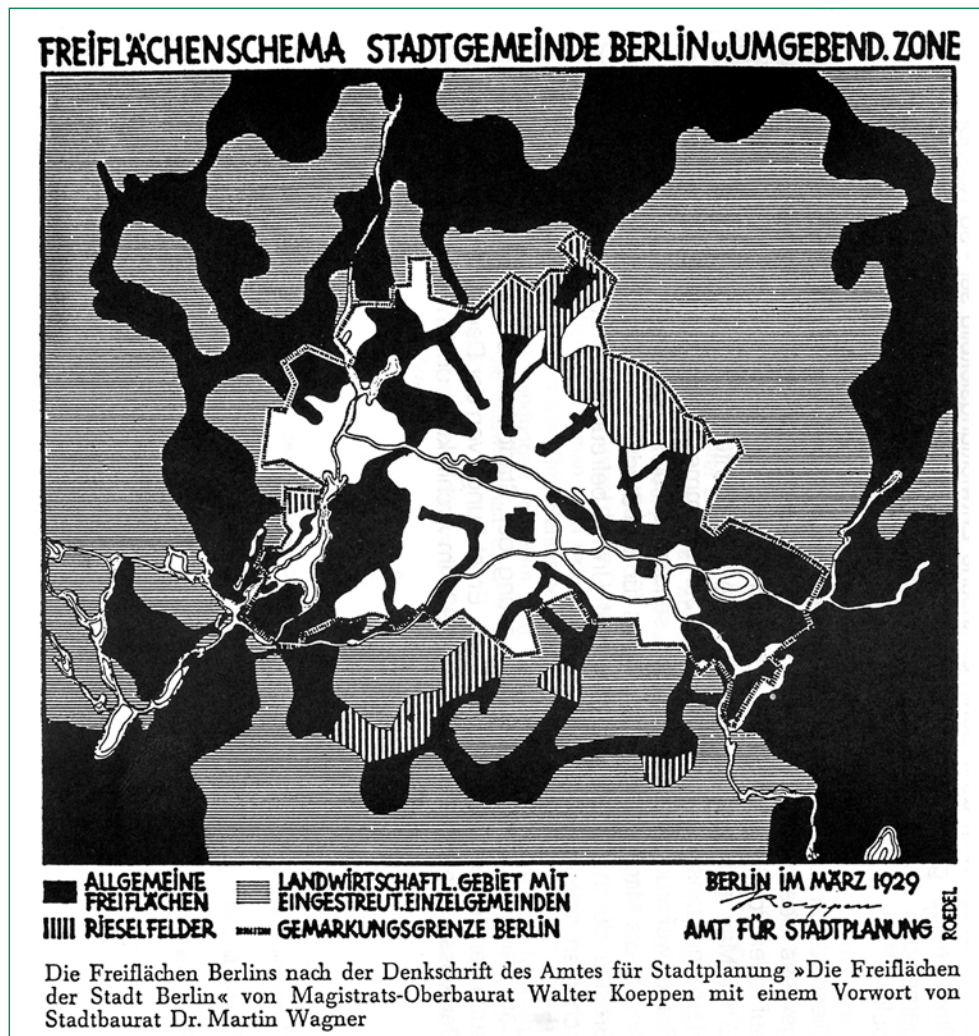 FREIFLÄCHENSCHEMA STADTGEMEINDE BERLIN u. UMGEBEND. ZONE
ALLGEMEINE
FREIFLÄCHEN
RIESELFELDER
LANDWIRTSCHAFTL. GEBIET MIT
EINGESTREUT. EINZELGEMEINDEN
GEMARKUNGSGRENZE BERLIN
BERLIN IM MÄRZ 1929
Koeppen
AMT FÜR STADTPLANUNG
ROEDEL
Die Freiflächen Berlins nach der Denkschrift des Amtes für Stadtplanung »Die Freiflächen
der Stadt Berlin« von Magistrats-Oberbaurat Walter Koeppen mit einem Vorwort von
Stadtbaurat Dr. Martin Wagner